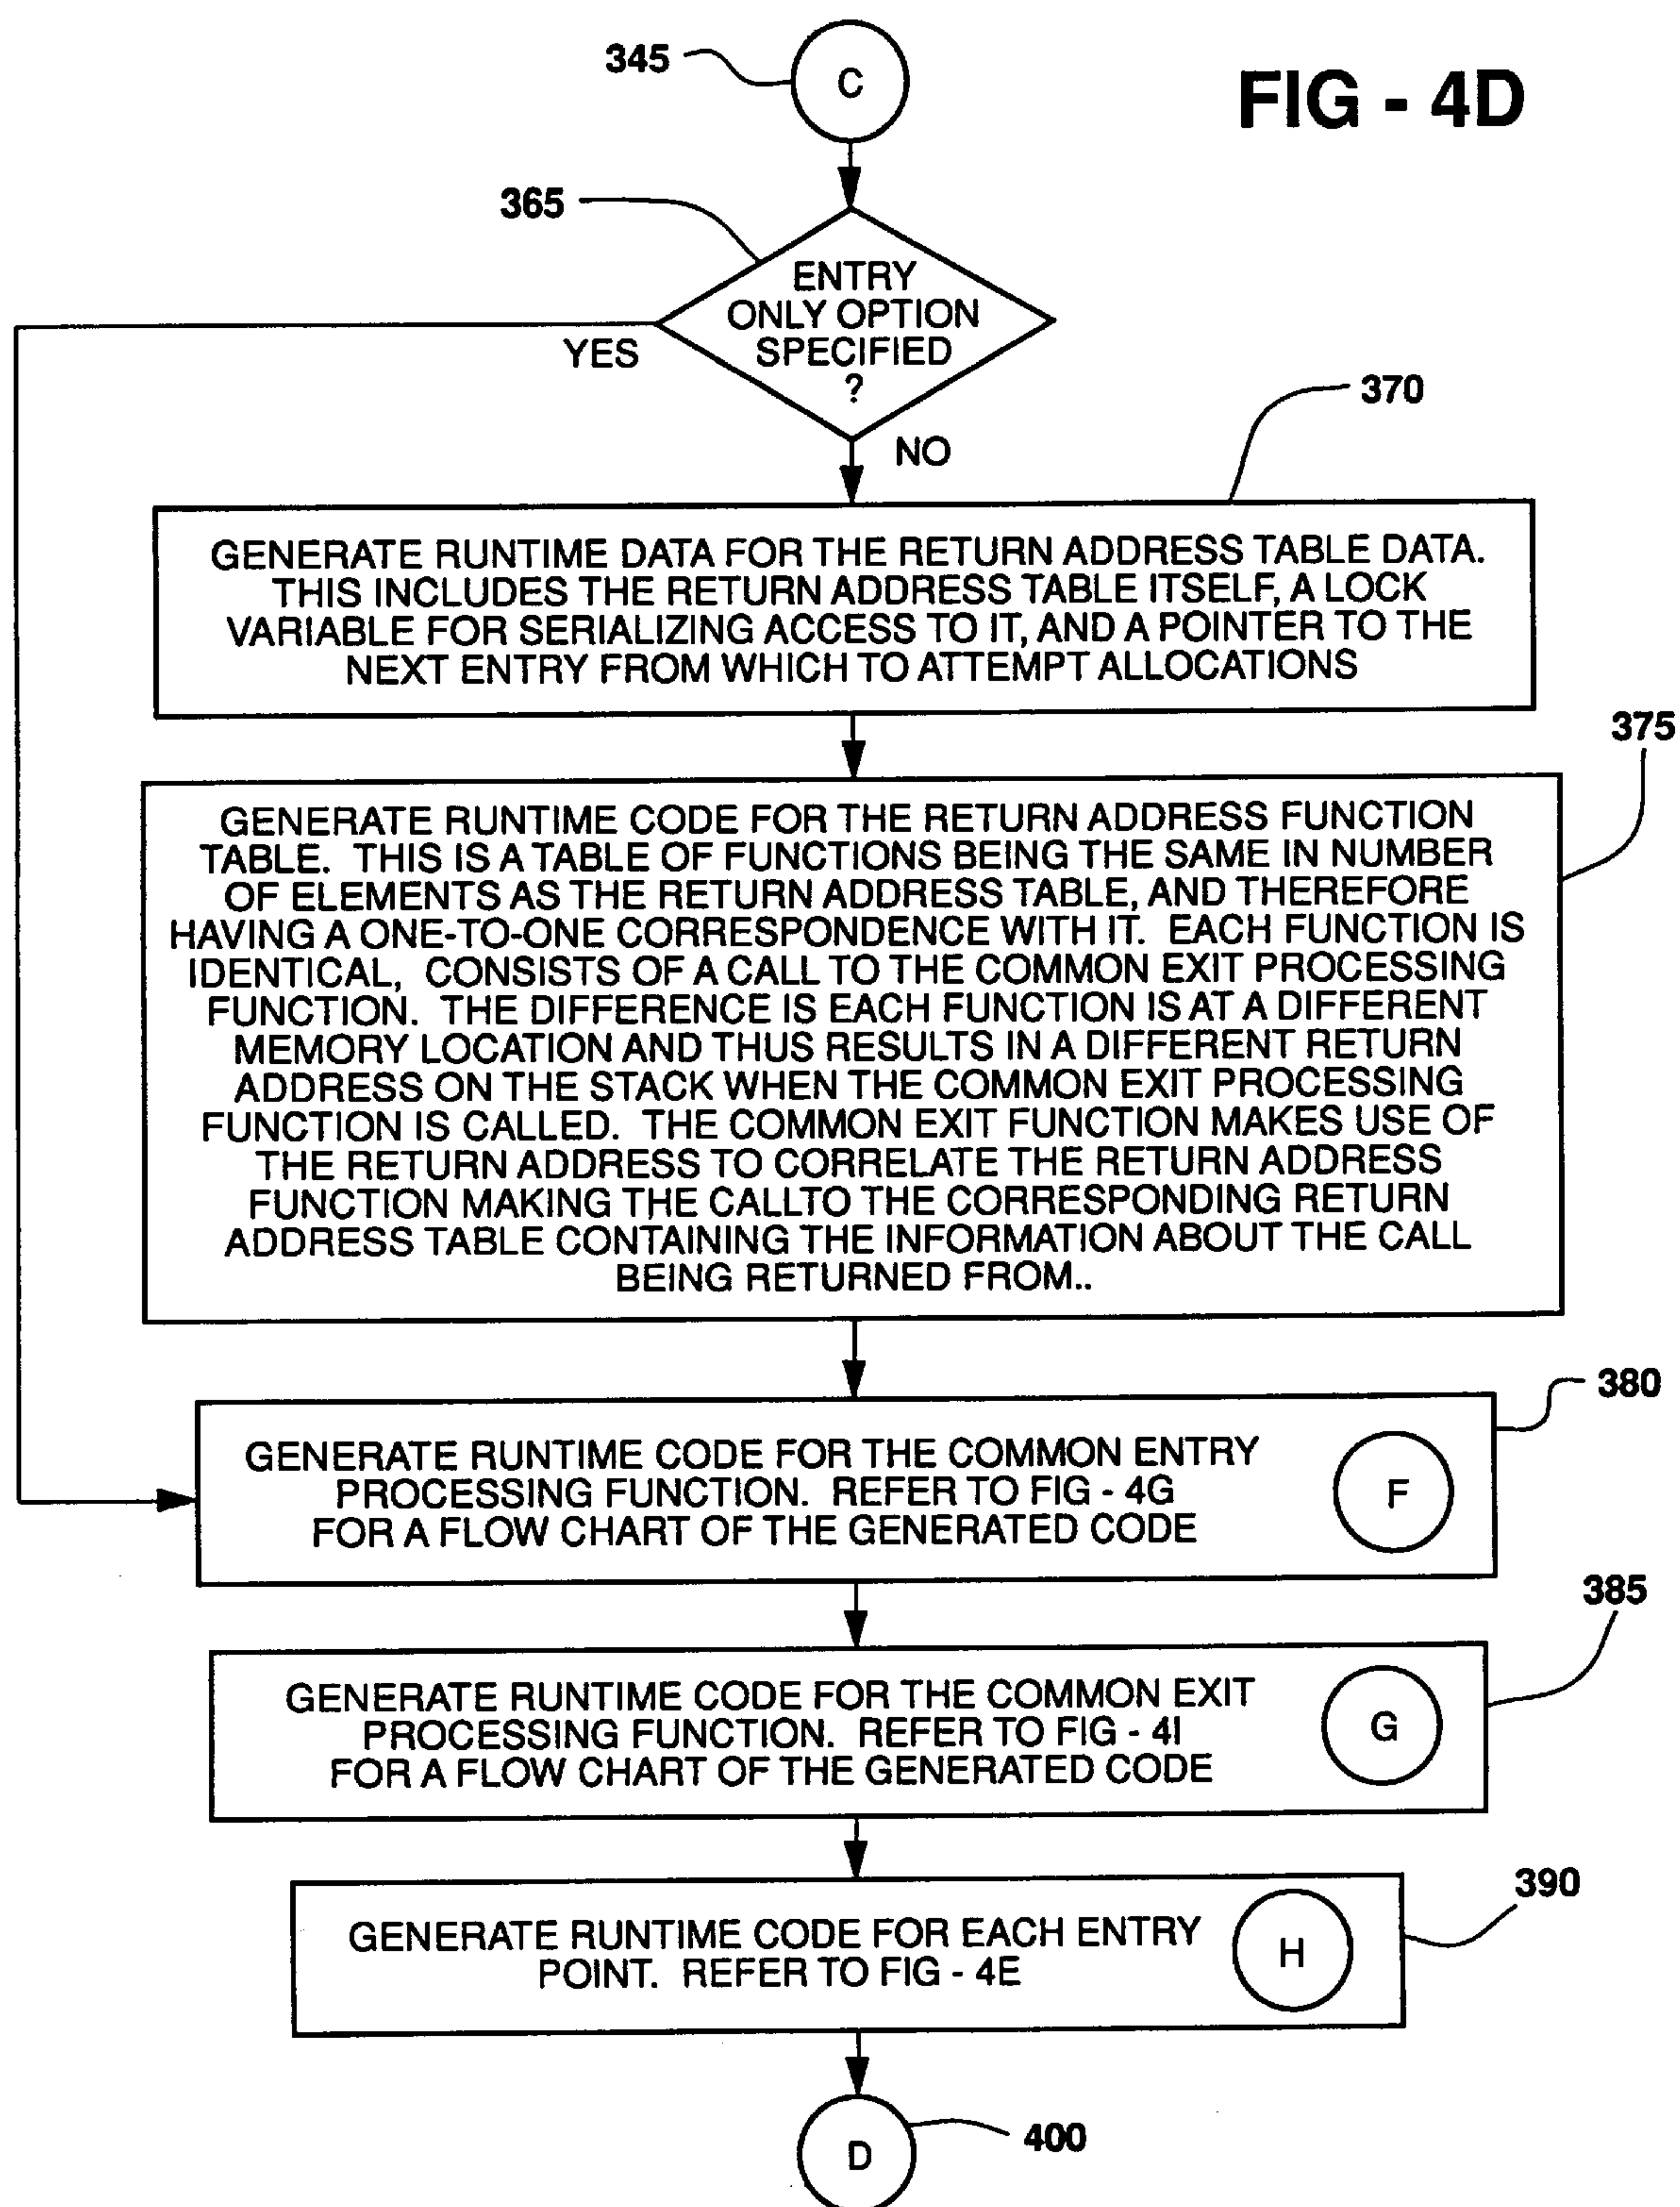 345
C
FIG - 4D
365
ENTRY
ONLY OPTION
SPECIFIED
?
YES
NO
370
GENERATE RUNTIME DATA FOR THE RETURN ADDRESS TABLE DATA.
THIS INCLUDES THE RETURN ADDRESS TABLE ITSELF, A LOCK
VARIABLE FOR SERIALIZING ACCESS TO IT, AND A POINTER TO THE
NEXT ENTRY FROM WHICH TO ATTEMPT ALLOCATIONS
375
GENERATE RUNTIME CODE FOR THE RETURN ADDRESS FUNCTION
TABLE. THIS IS A TABLE OF FUNCTIONS BEING THE SAME IN NUMBER
OF ELEMENTS AS THE RETURN ADDRESS TABLE, AND THEREFORE
HAVING A ONE-TO-ONE CORRESPONDENCE WITH IT. EACH FUNCTION IS
IDENTICAL, CONSISTS OF A CALL TO THE COMMON EXIT PROCESSING
FUNCTION. THE DIFFERENCE IS EACH FUNCTION IS AT A DIFFERENT
MEMORY LOCATION AND THUS RESULTS IN A DIFFERENT RETURN
ADDRESS ON THE STACK WHEN THE COMMON EXIT PROCESSING
FUNCTION IS CALLED. THE COMMON EXIT FUNCTION MAKES USE OF
THE RETURN ADDRESS TO CORRELATE THE RETURN ADDRESS
FUNCTION MAKING THE CALLTO THE CORRESPONDING RETURN
ADDRESS TABLE CONTAINING THE INFORMATION ABOUT THE CALL
BEING RETURNED FROM..
380
GENERATE RUNTIME CODE FOR THE COMMON ENTRY
PROCESSING FUNCTION. REFER TO FIG - 4G
FOR A FLOW CHART OF THE GENERATED CODE
F
385
GENERATE RUNTIME CODE FOR THE COMMON EXIT
PROCESSING FUNCTION. REFER TO FIG - 4I
FOR A FLOW CHART OF THE GENERATED CODE
G
390
GENERATE RUNTIME CODE FOR EACH ENTRY
POINT. REFER TO FIG - 4E
H
D
400